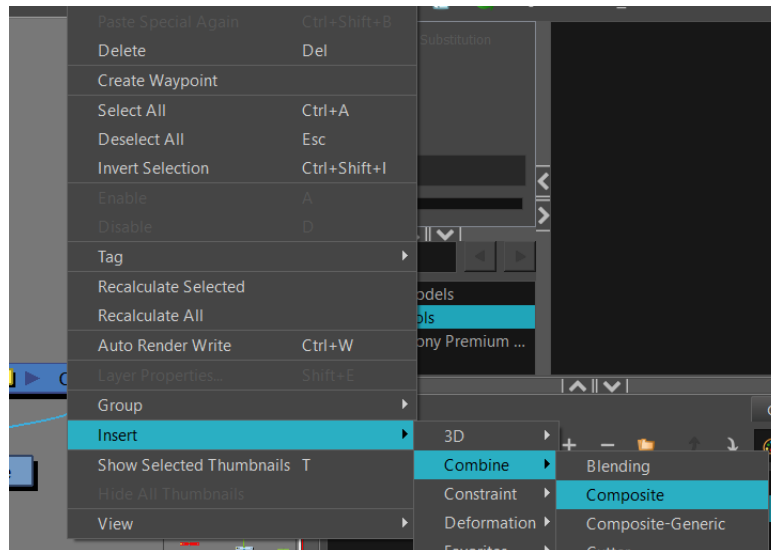 Paste Special Again Ctrl+Shift+B
Substitution
Delete Del
Create Waypoint
Select All Ctrl+A
Deselect All Esc
Invert Selection Ctrl+Shift+I
Enable A
Disable D
Tag
Recalculate Selected
odels
Recalculate All
ols
Auto Render Write Ctrl+W
ony Premium ...
Layer Properties... Shift+E
Group
Insert
3D
Show Selected Thumbnails T
Combine
Blending
Hide All Thumbnails
Constraint
Composite
View
Deformation
Composite-Generic
Favorites
Cutter